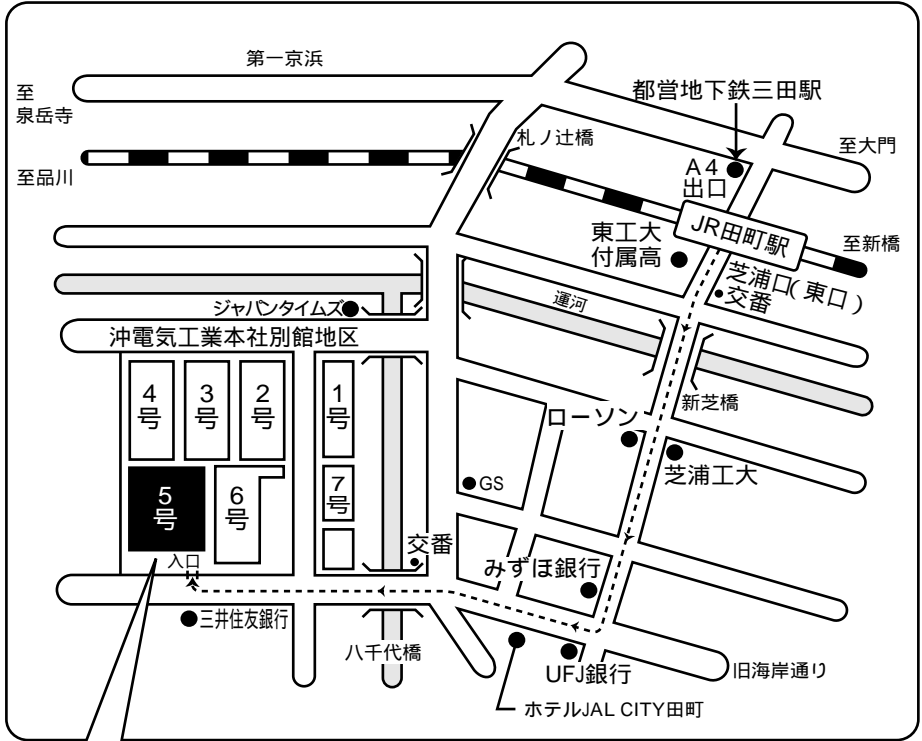 第一京浜
至
泉岳寺
都営地下鉄三田駅
札ノ辻橋
至大門
至品川
A4
出口
JR田町駅
東工大
付属高
至新橋
芝浦口(東口)
交番
ジャパンタイムズ
運河
沖電気工業本社別館地区
新芝橋
4号
3号
2号
1号
ローソン
芝浦工大
GS
5号
6号
7号
交番
入口
みずほ銀行
三井住友銀行
八千代橋
UFJ銀行
旧海岸通り
ホテルJAL CITY田町